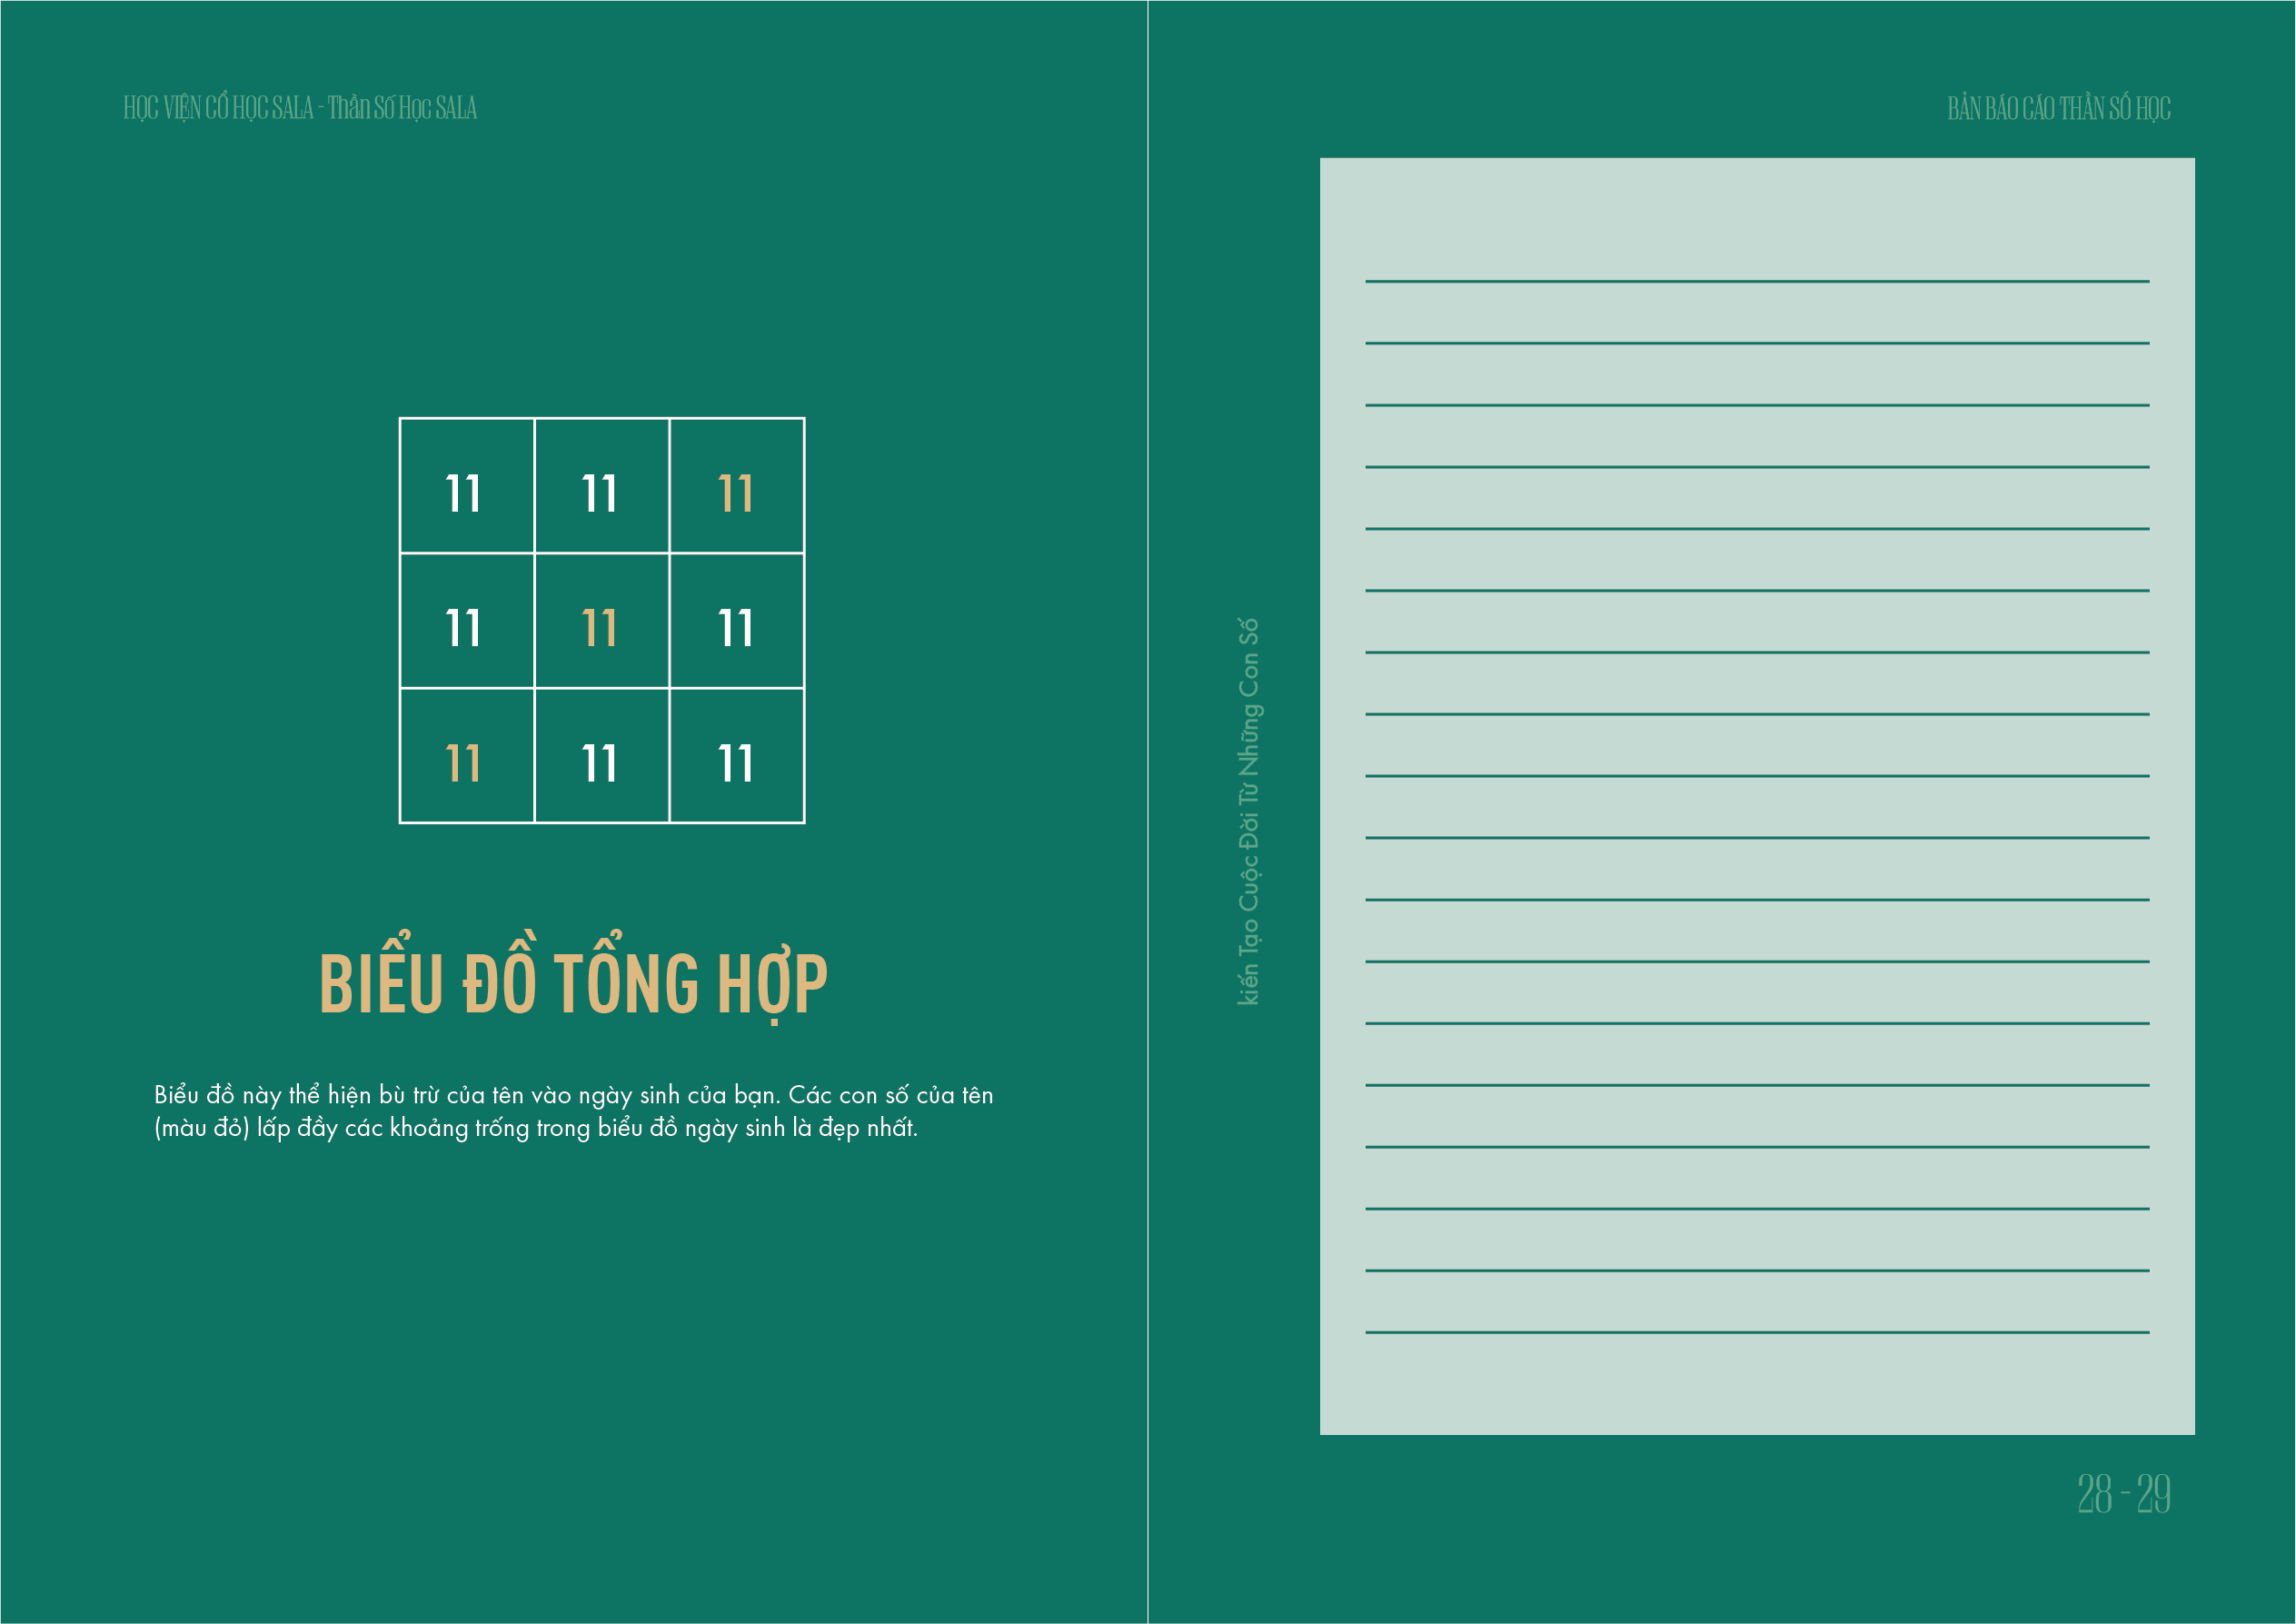 HỌC VIỆN CỔ HỌC SALA - Thần Số Học SALA
11 11 11
11 11 11
11 11 11
BIỂU ĐỒ TỔNG HỢP
Biểu đồ này thể hiện bù trừ của tên vào ngày sinh của bạn. Các con số của tên
(màu đỏ) lấp đầy các khoảng trống trong biểu đồ ngày sinh là đẹp nhất.
BẢN BÁO CÁO THẦN SỐ HỌC
kiến Tạo Cuộc Đời Từ Những Con Số
28 - 29